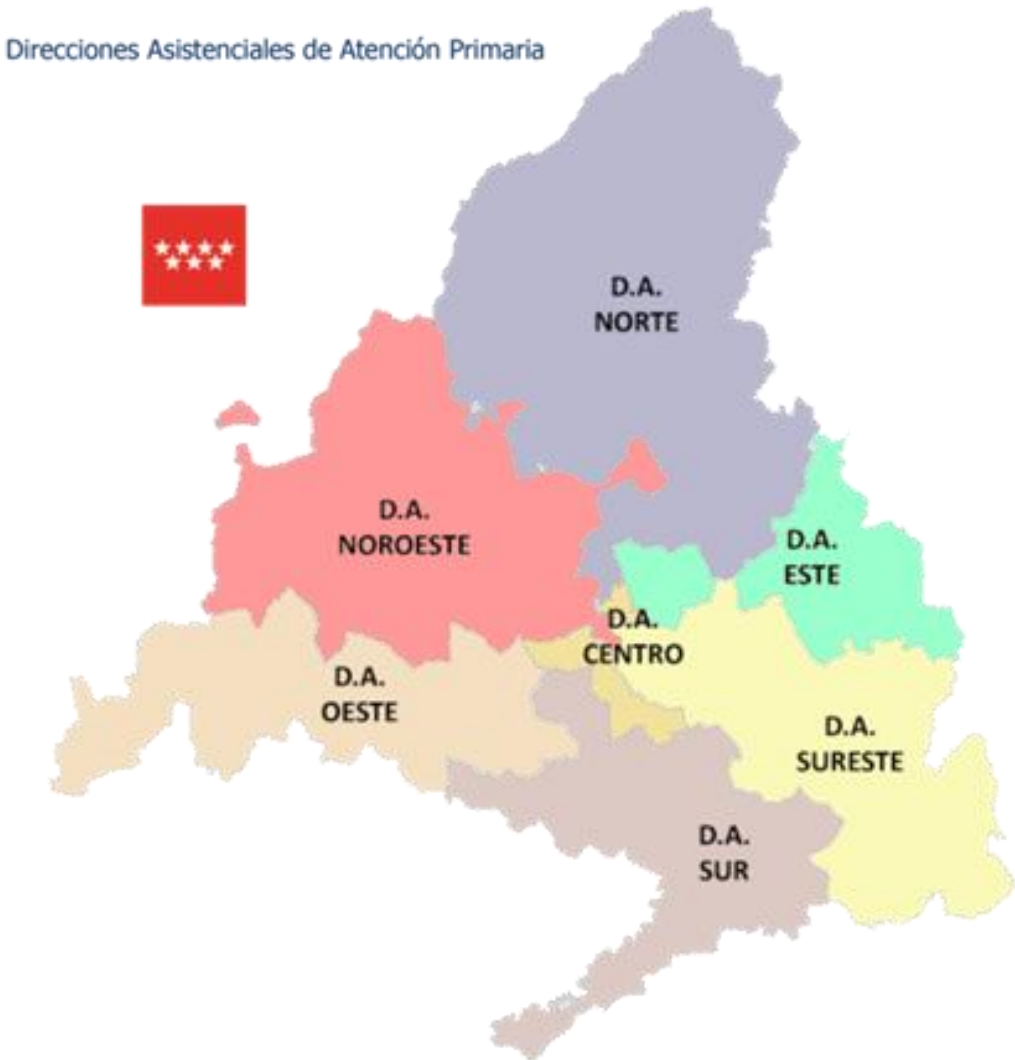 Direcciones Asistenciales de Atención Primaria
D.A.
NORTE
D.A.
NOROESTE
D.A.
ESTE
D.A.
CENTRO
D.A.
OESTE
D.A.
SURESTE
D.A.
SUR